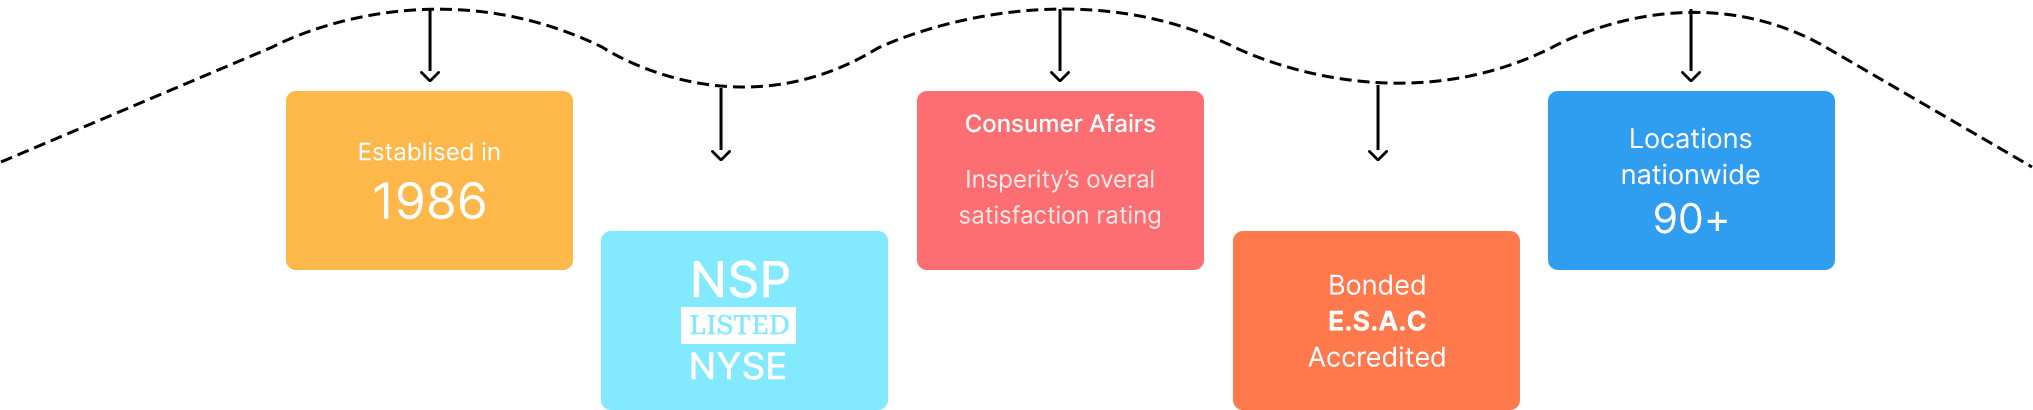 Establised in
1986
NSP
LISTED
NYSE
Consumer Afairs
Insperity’s overal
satisfaction rating
Bonded
E.S.A.C
Accredited
Locations
nationwide
90+